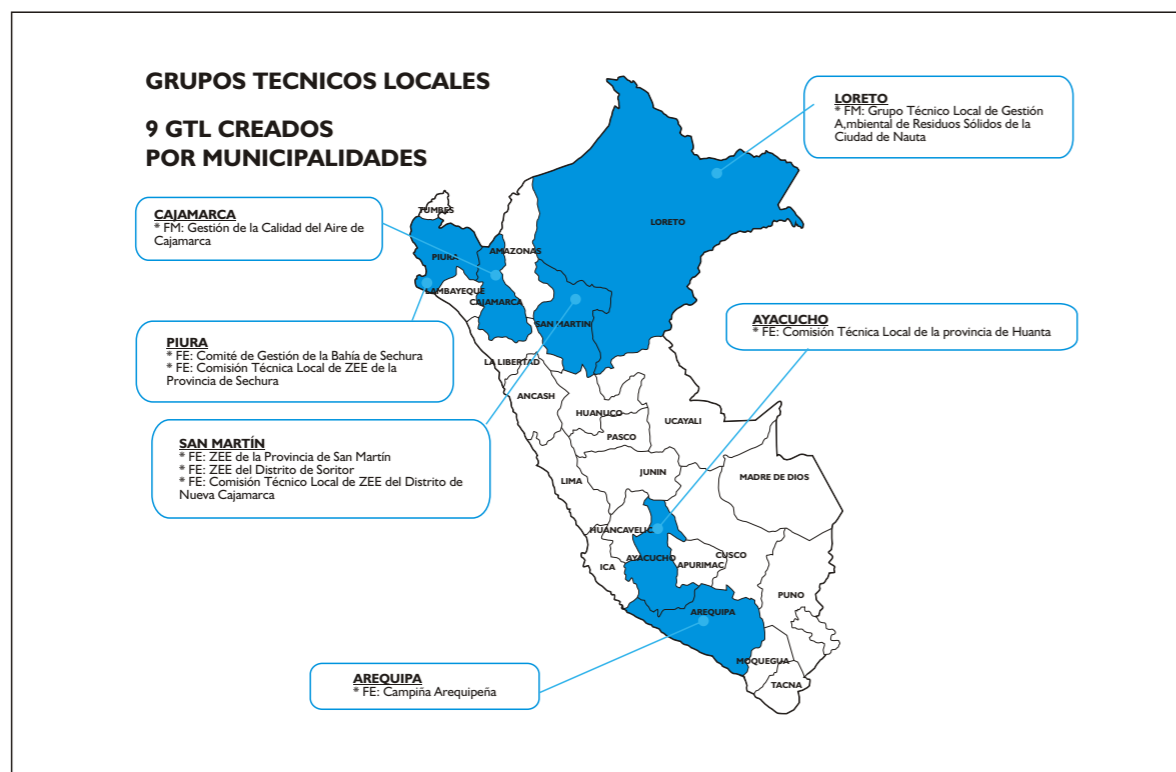 GRUPOS TECNICOS LOCALES
9 GTL CREADOS
POR MUNICIPALIDADES
LORETO
* FM: Grupo Técnico Local de Gestión
A,mbiental de Residuos Sólidos de la
Ciudad de Nauta
CAJAMARCA
* FM: Gestión de la Calidad del Aire de
Cajamarca
PIURA
* FE: Comité de Gestión de la Bahía de Sechura
* FE: Comisión Técnica Local de ZEE de la
Provincia de Sechura
SAN MARTÍN
* FE: ZEE de la Provincia de San Martín
* FE: ZEE del Distrito de Soritor
* FE: Comisión Técnico Local de ZEE del Distrito de
Nueva Cajamarca
AYACUCHO
* FE: Comisión Técnica Local de la provincia de Huanta
AREQUIPA
* FE: Campiña Arequipeña
TUMBES
PIURA
AMAZONAS
LORETO
LAMBAYEQUE
CAJAMARCA
SAN MARTIN
LA LIBERTAD
ANCASH
HUANUCO
UCAYALI
PASCO
LIMA
JUNIN
MADRE DE DIOS
HUANCAVELIC
AYACUCHO
CUSCO
APURIMAC
ICA
PUNO
AREQUIPA
MOQUEGUA
TACNA